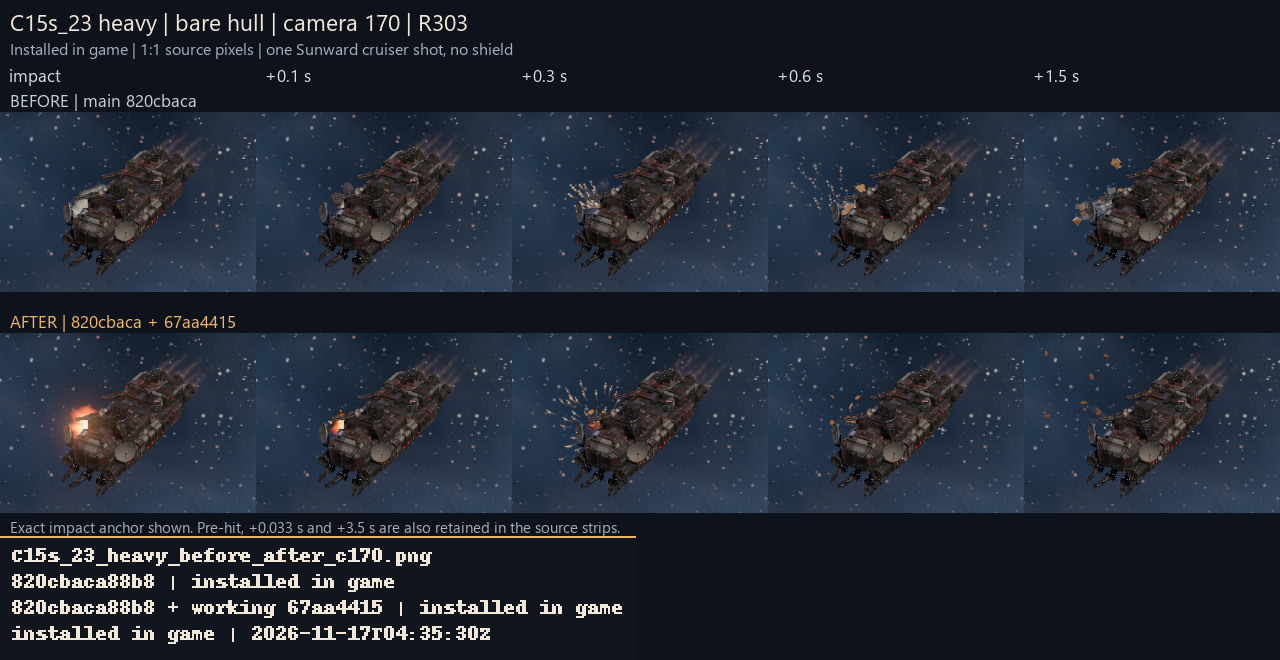 C15s_23 heavy | bare hull | camera 170 | R303
Installed in game | 1:1 source pixels | one Sunward cruiser shot, no shield
impact +0.1 s +0.3 s +0.6 s +1.5 s
BEFORE | main 820cbaca
AFTER | 820cbaca + 67aa4415
Exact impact anchor shown. Pre-hit, +0.033 s and +3.5 s are also retained in the source strips.
C15s_23_heavy_before_after_c170.png
820cbaca88b8 | installed in game
820cbaca88b8 + working 67aa4415 | installed in game
installed in game | 2026-11-17T04:35:30Z